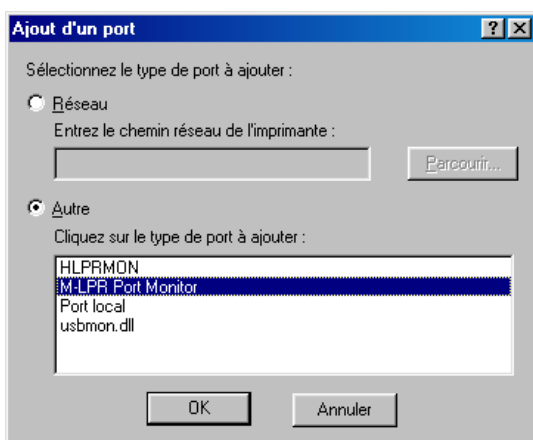 Ajout d'un port
Sélectionnez le type de port à ajouter :
Réseau
Entrez le chemin réseau de l'imprimante :
Parcourir...
Autre
Cliquez sur le type de port à ajouter :
HLPRMON
M-LPR Port Monitor
Port local
usbmon.dll
OK Annuler